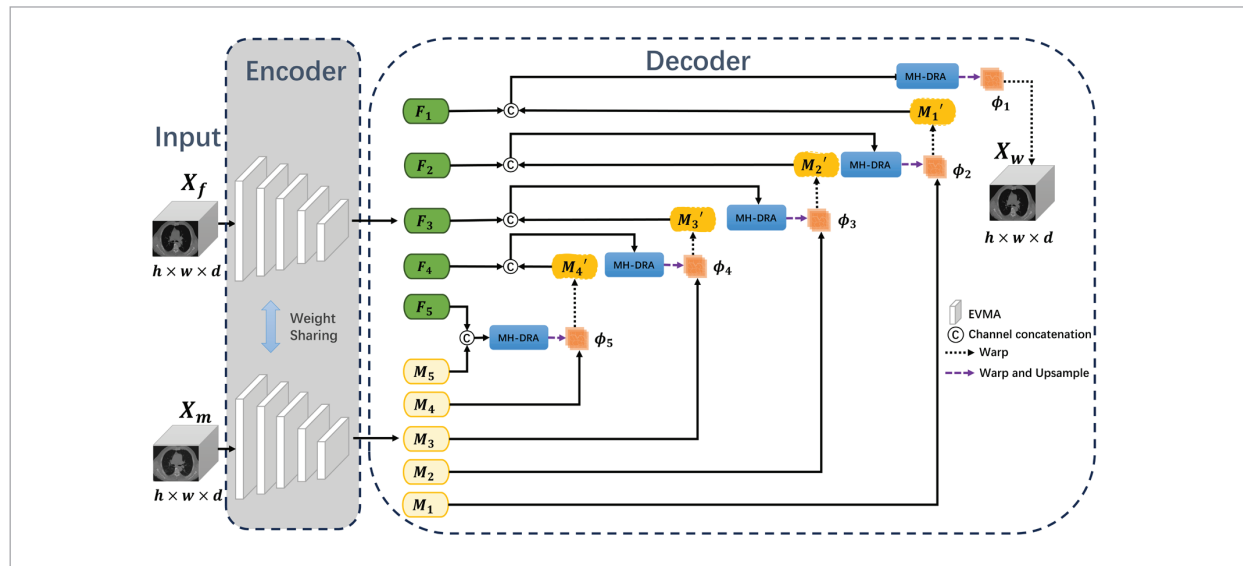 Encoder
Decoder
Input
X_f
h × w × d
Weight
Sharing
X_m
h × w × d
F_1
C
M_1'
MH-DRA
ϕ_1
F_2
C
M_2'
MH-DRA
ϕ_2
X_w
h × w × d
F_3
C
M_3'
MH-DRA
ϕ_3
F_4
C
M_4'
MH-DRA
ϕ_4
F_5
C
MH-DRA
ϕ_5
M_5
M_4
M_3
M_2
M_1
EVMA
C Channel concatenation
Warp
Warp and Upsample